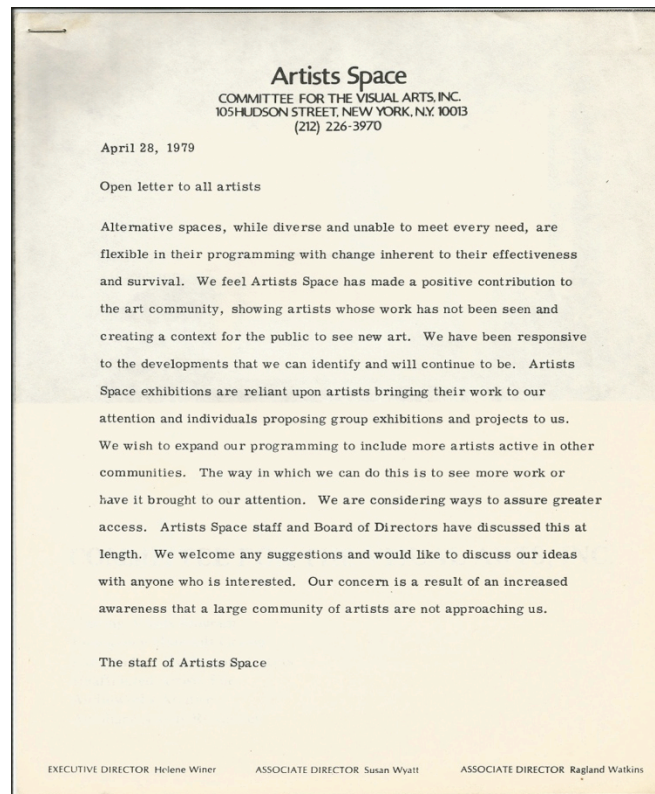 Artists Space
COMMITTEE FOR THE VISUAL ARTS, INC.
105 HUDSON STREET, NEW YORK, N.Y. 10013
(212) 226-3970
April 28, 1979
Open letter to all artists
Alternative spaces, while diverse and unable to meet every need, are
flexible in their programming with change inherent to their effectiveness
and survival. We feel Artists Space has made a positive contribution to
the art community, showing artists whose work has not been seen and
creating a context for the public to see new art. We have been responsive
to the developments that we can identify and will continue to be. Artists
Space exhibitions are reliant upon artists bringing their work to our
attention and individuals proposing group exhibitions and projects to us.
We wish to expand our programming to include more artists active in other
communities. The way in which we can do this is to see more work or
have it brought to our attention. We are considering ways to assure greater
access. Artists Space staff and Board of Directors have discussed this at
length. We welcome any suggestions and would like to discuss our ideas
with anyone who is interested. Our concern is a result of an increased
awareness that a large community of artists are not approaching us.
The staff of Artists Space
EXECUTIVE DIRECTOR Helene Winer ASSOCIATE DIRECTOR Susan Wyatt ASSOCIATE DIRECTOR Ragland Watkins